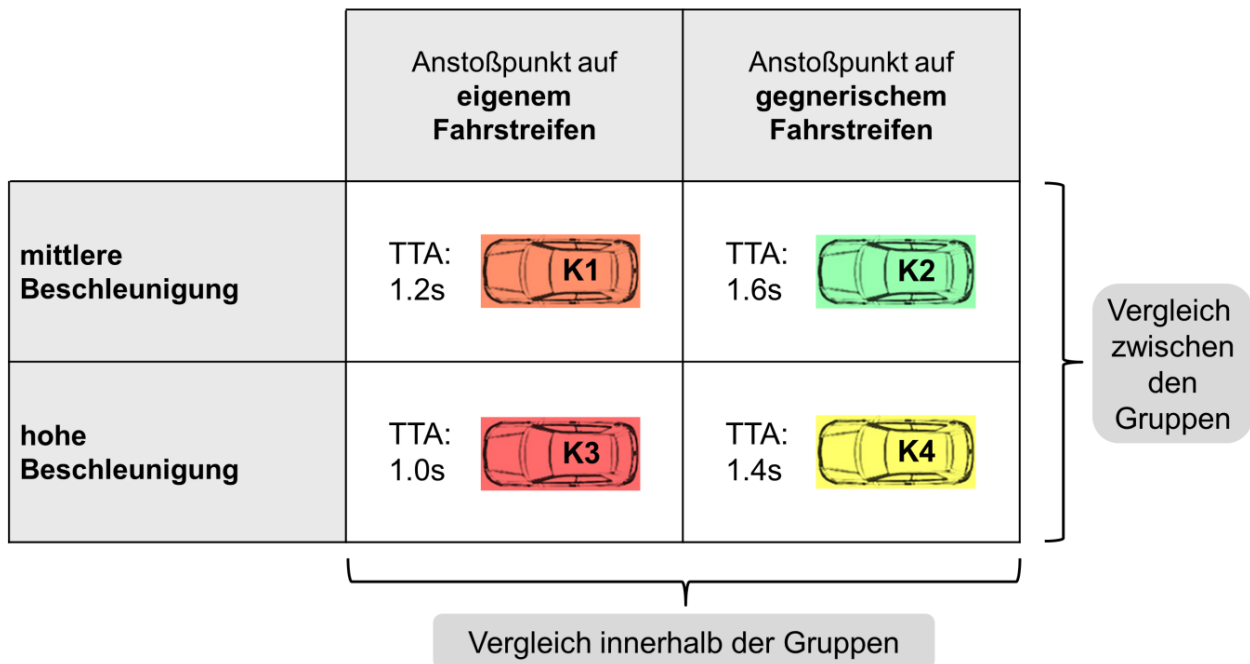 Anstoßpunkt auf
eigenem
Fahrstreifen
Anstoßpunkt auf
gegnerischem
Fahrstreifen
mittlere
Beschleunigung
TTA:
1.2s
K1
TTA:
1.6s
K2
hohe
Beschleunigung
TTA:
1.0s
K3
TTA:
1.4s
K4
Vergleich
zwischen
den
Gruppen
Vergleich innerhalb der Gruppen